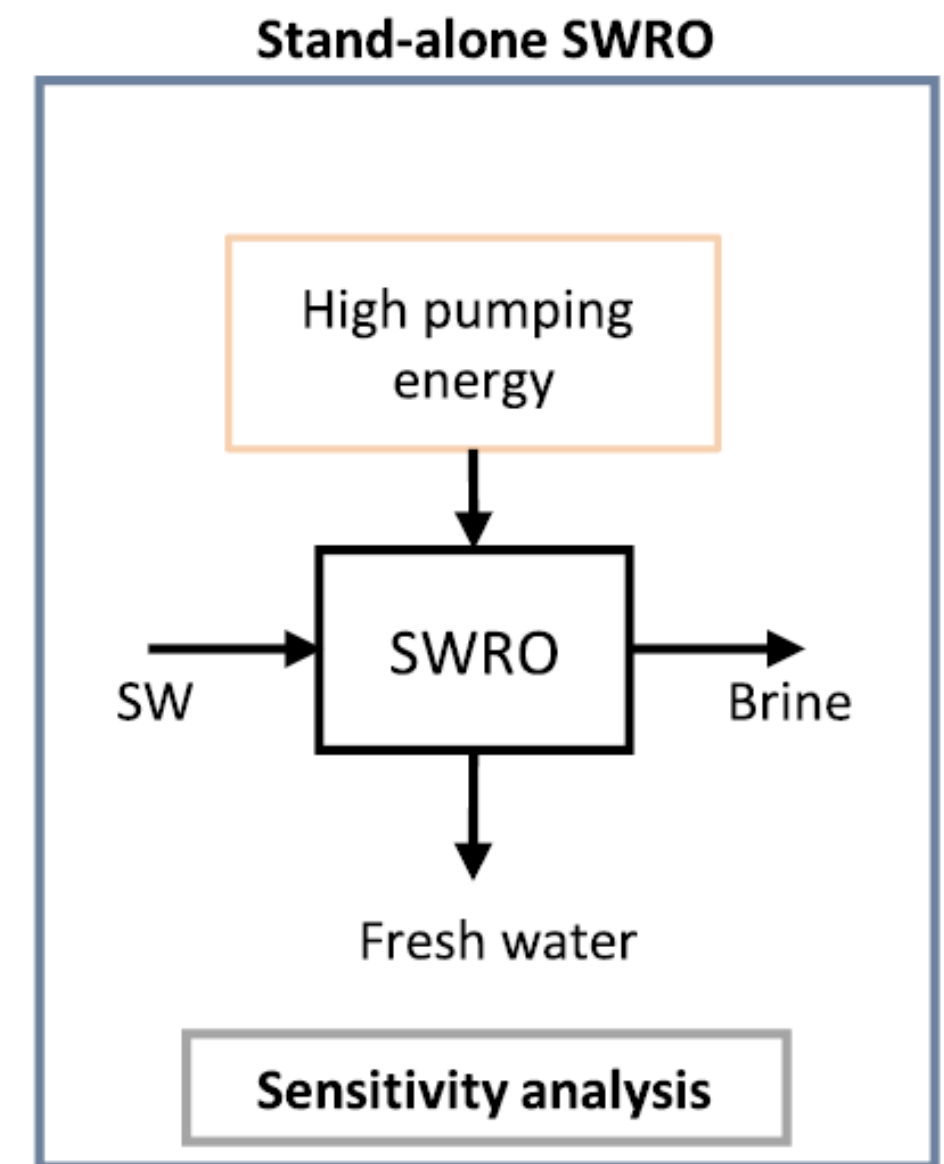 Stand-alone SWRO
High pumping
energy
SWRO
SW
Brine
Fresh water
Sensitivity analysis